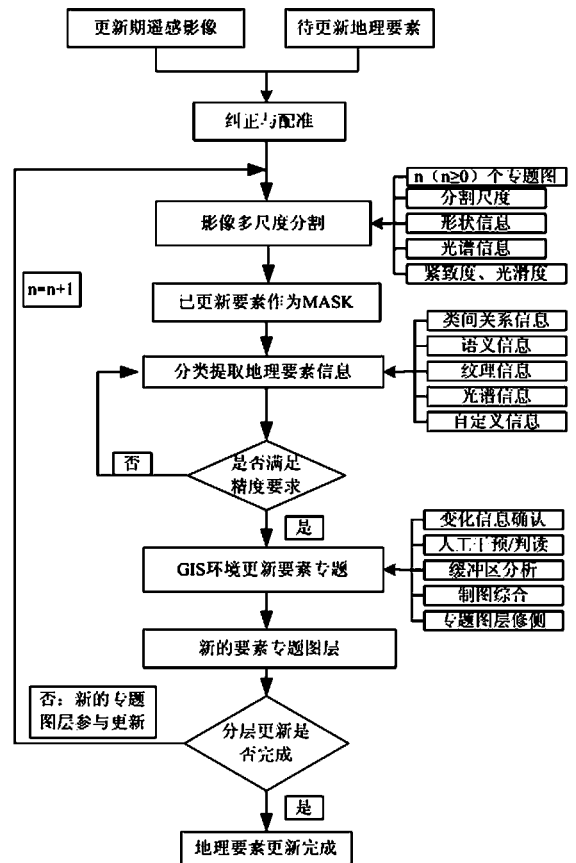 更新期遥感影像
待更新地理要素
纠正与配准
n（n≥0）个专题图
分割尺度
影像多尺度分割
形状信息
光谱信息
紧致度、光滑度
n=n+1
已更新要素作为MASK
类间关系信息
语义信息
分类提取地理要素信息
纹理信息
光谱信息
自定义信息
否
是否满足
精度要求
是
变化信息确认
人工干预/判读
GIS环境更新要素专题
缓冲区分析
制图综合
专题图层修侧
新的要素专题图层
否：新的专题
图层参与更新
分层更新是
否完成
是
地理要素更新完成